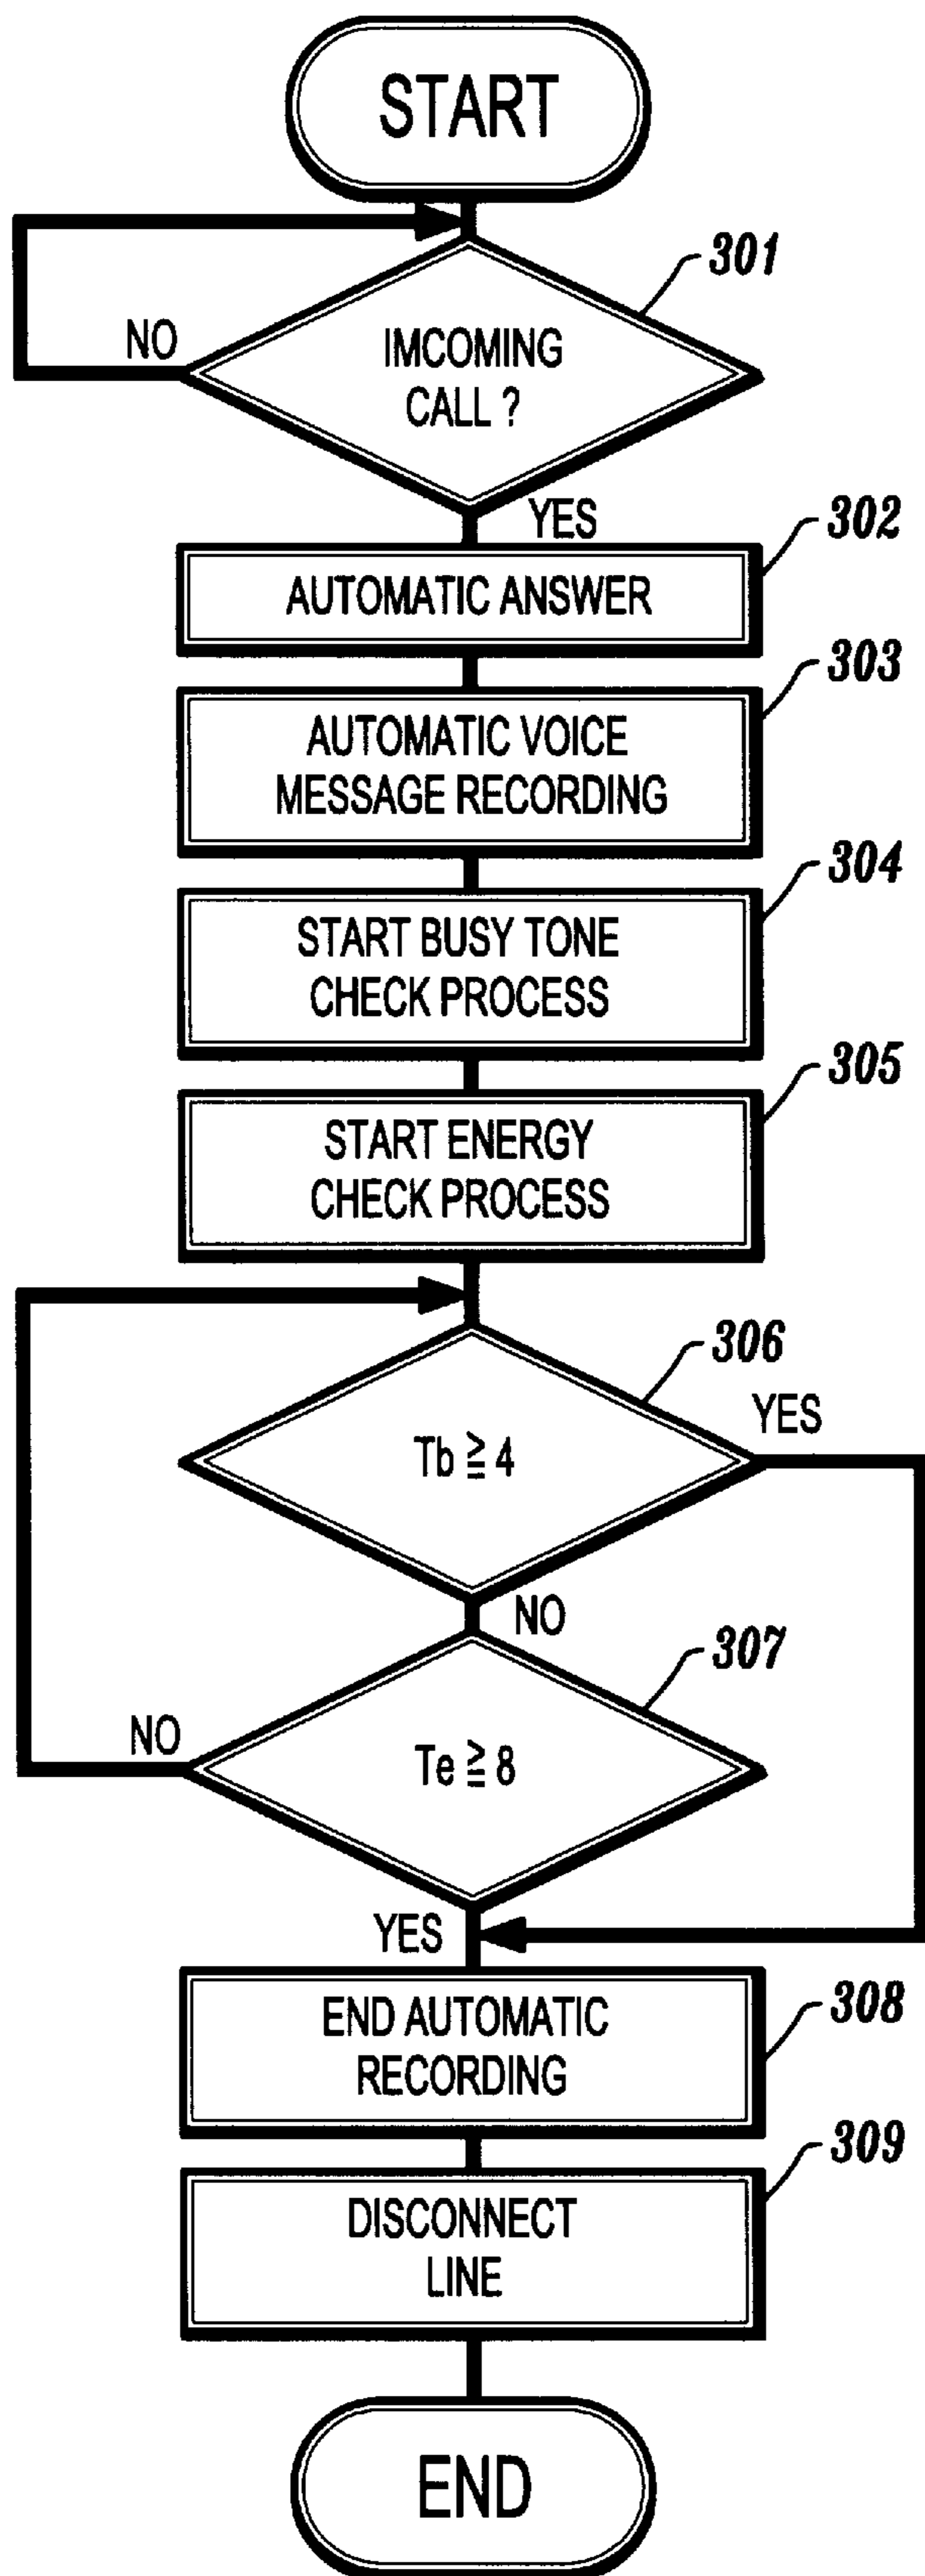 START
301
NO
IMCOMING
CALL ?
YES
302
AUTOMATIC ANSWER
303
AUTOMATIC VOICE
MESSAGE RECORDING
304
START BUSY TONE
CHECK PROCESS
305
START ENERGY
CHECK PROCESS
306
YES
Tb ≧ 4
NO
307
NO
Te ≧ 8
YES
308
END AUTOMATIC
RECORDING
309
DISCONNECT
LINE
END